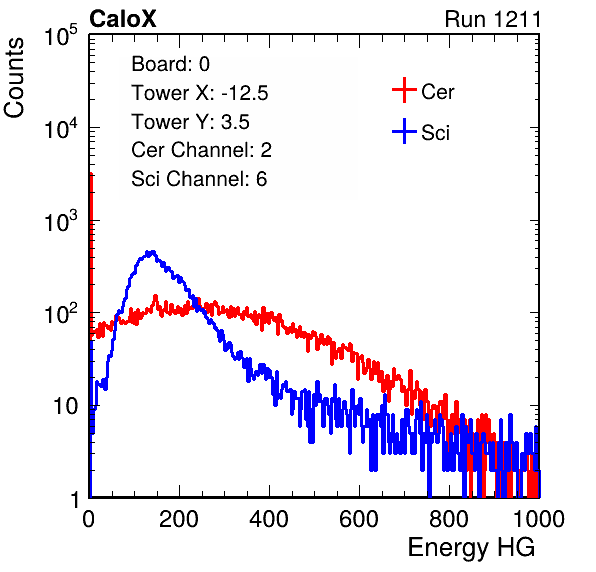 CaloX Run 1211
Counts
10^5
Board: 0
Tower X: -12.5
Tower Y: 3.5
Cer Channel: 2
Sci Channel: 6
Cer
Sci
10^4
10^3
10^2
10
1
0 200 400 600 800 1000
Energy HG